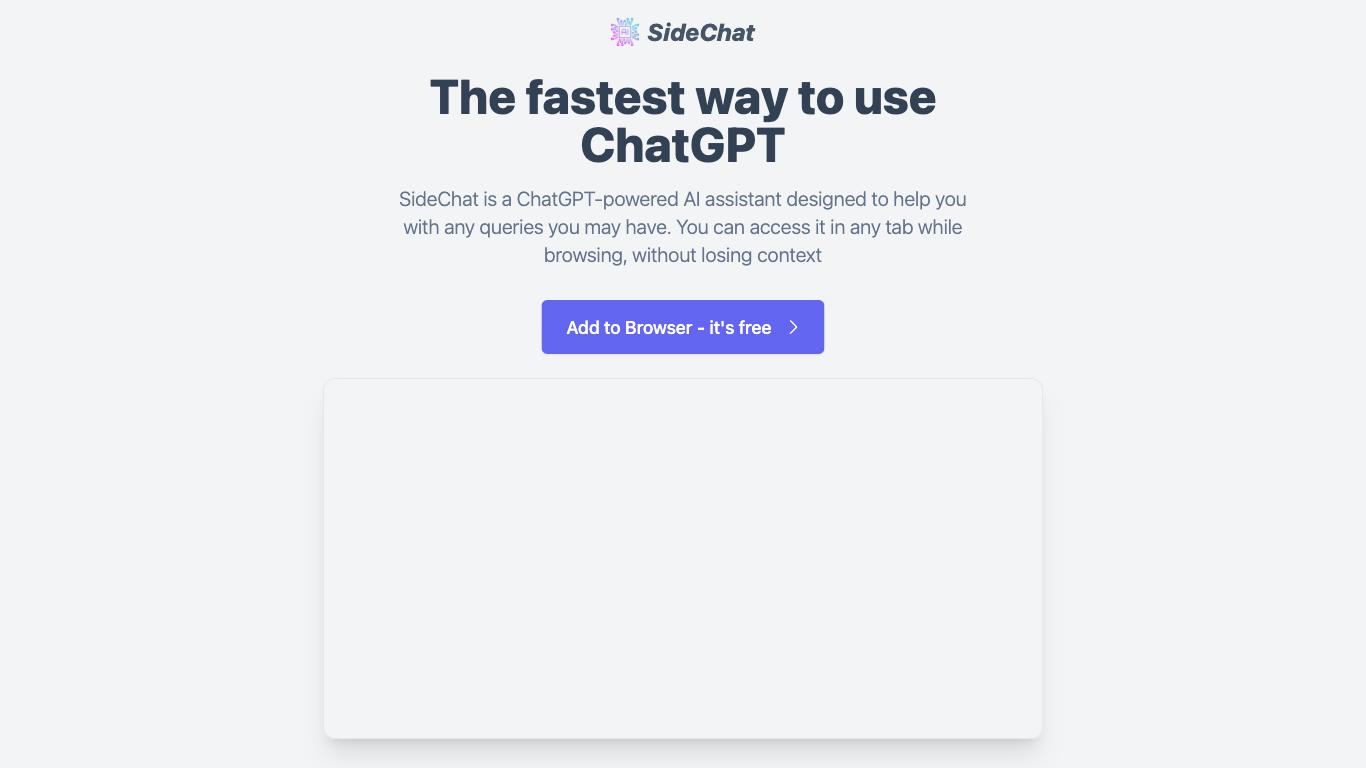 SideChat
The fastest way to use
ChatGPT
SideChat is a ChatGPT-powered AI assistant designed to help you
with any queries you may have. You can access it in any tab while
browsing, without losing context
Add to Browser - it's free